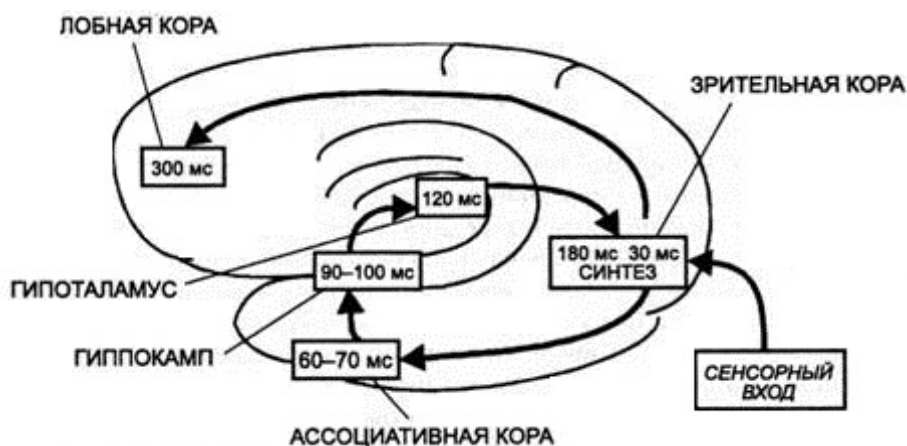 ЛОБНАЯ КОРА
ЗРИТЕЛЬНАЯ КОРА
300 мс
120 мс
180 мс 30 мс
СИНТЕЗ
90–100 мс
ГИПОТАЛАМУС
ГИППОКАМП
60–70 мс
СЕНСОРНЫЙ
ВХОД
АССОЦИАТИВНАЯ КОРА